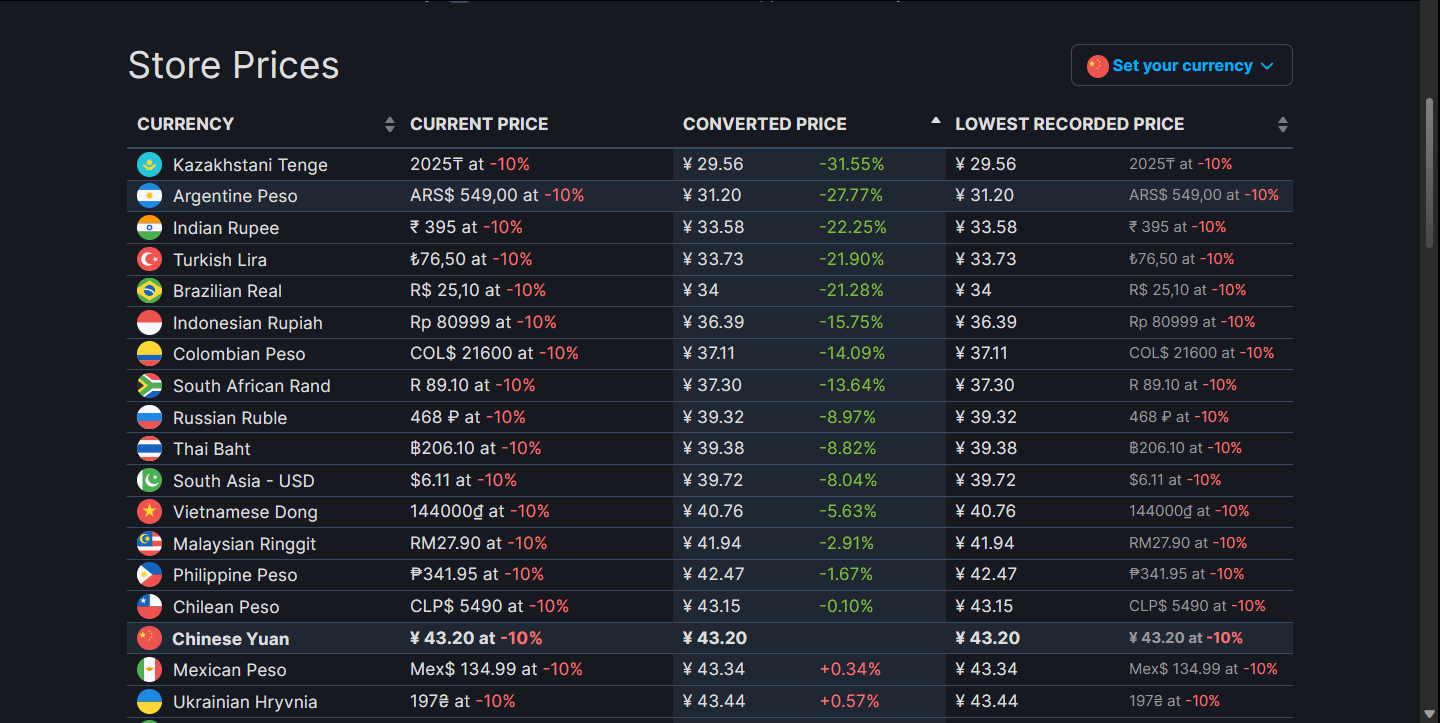 Store Prices
Set your currency
CURRENCY CURRENT PRICE CONVERTED PRICE LOWEST RECORDED PRICE
Kazakhstani Tenge 2025₸ at -10% ¥ 29.56 -31.55% ¥ 29.56 2025₸ at -10%
Argentine Peso ARS$ 549,00 at -10% ¥ 31.20 -27.77% ¥ 31.20 ARS$ 549,00 at -10%
Indian Rupee ₹ 395 at -10% ¥ 33.58 -22.25% ¥ 33.58 ₹ 395 at -10%
Turkish Lira ₺76,50 at -10% ¥ 33.73 -21.90% ¥ 33.73 ₺76,50 at -10%
Brazilian Real R$ 25,10 at -10% ¥ 34 -21.28% ¥ 34 R$ 25,10 at -10%
Indonesian Rupiah Rp 80999 at -10% ¥ 36.39 -15.75% ¥ 36.39 Rp 80999 at -10%
Colombian Peso COL$ 21600 at -10% ¥ 37.11 -14.09% ¥ 37.11 COL$ 21600 at -10%
South African Rand R 89.10 at -10% ¥ 37.30 -13.64% ¥ 37.30 R 89.10 at -10%
Russian Ruble 468 ₽ at -10% ¥ 39.32 -8.97% ¥ 39.32 468 ₽ at -10%
Thai Baht ฿206.10 at -10% ¥ 39.38 -8.82% ¥ 39.38 ฿206.10 at -10%
South Asia - USD $6.11 at -10% ¥ 39.72 -8.04% ¥ 39.72 $6.11 at -10%
Vietnamese Dong 144000₫ at -10% ¥ 40.76 -5.63% ¥ 40.76 144000₫ at -10%
Malaysian Ringgit RM27.90 at -10% ¥ 41.94 -2.91% ¥ 41.94 RM27.90 at -10%
Philippine Peso ₱341.95 at -10% ¥ 42.47 -1.67% ¥ 42.47 ₱341.95 at -10%
Chilean Peso CLP$ 5490 at -10% ¥ 43.15 -0.10% ¥ 43.15 CLP$ 5490 at -10%
Chinese Yuan ¥ 43.20 at -10% ¥ 43.20 ¥ 43.20 ¥ 43.20 at -10%
Mexican Peso Mex$ 134.99 at -10% ¥ 43.34 +0.34% ¥ 43.34 Mex$ 134.99 at -10%
Ukrainian Hryvnia 197₴ at -10% ¥ 43.44 +0.57% ¥ 43.44 197₴ at -10%